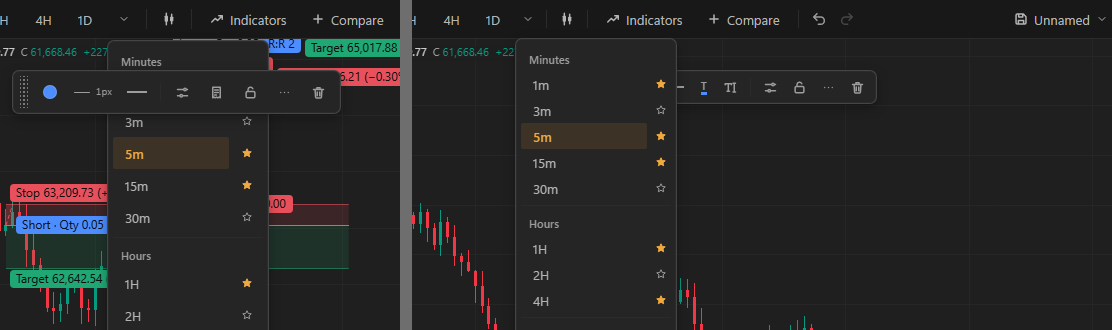 H 4H 1D Indicators Compare
.77 C 61,668.46 +227
R:R 2
Target 65,017.88
Minutes
6.21 (−0.30%
1px
3m
5m
15m
Stop 63,209.73 (+
0.00
30m
Short · Qty 0.05
Hours
Target 62,642.54
1H
2H
H 4H 1D Indicators Compare Unnamed
.77 C 61,668.46 +22
Minutes
1m
3m
5m
15m
30m
Hours
1H
2H
4H